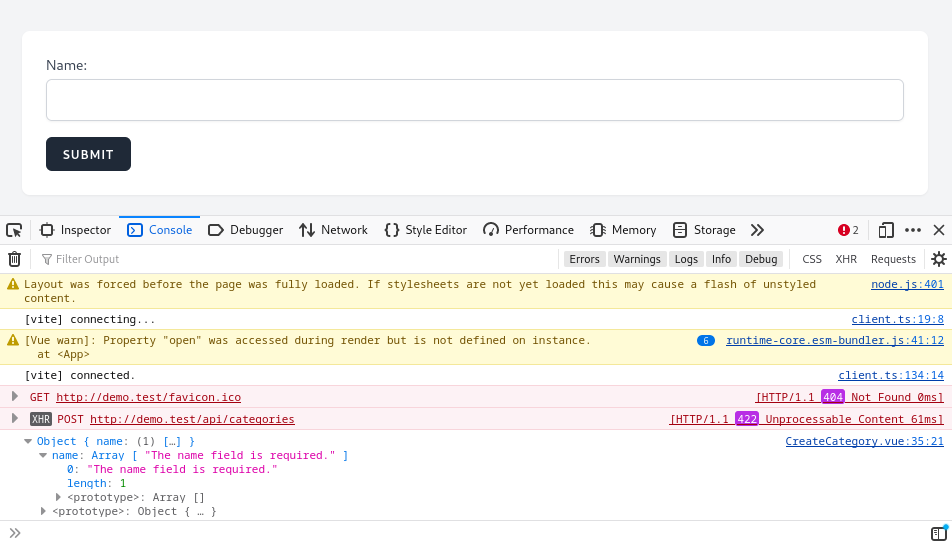 Name:
SUBMIT
Inspector Console Debugger Network Style Editor Performance Memory Storage 2
Filter Output Errors Warnings Logs Info Debug CSS XHR Requests
Layout was forced before the page was fully loaded. If stylesheets are not yet loaded this may cause a flash of unstyled node.js:401
content.
[vite] connecting... client.ts:19:8
[Vue warn]: Property "open" was accessed during render but is not defined on instance. 6 runtime-core.esm-bundler.js:41:12
at <App>
[vite] connected. client.ts:134:14
GET http://demo.test/favicon.ico [HTTP/1.1 404 Not Found 0ms]
XHR POST http://demo.test/api/categories [HTTP/1.1 422 Unprocessable Content 61ms]
Object { name: (1) […] } CreateCategory.vue:35:21
name: Array [ "The name field is required." ]
0: "The name field is required."
length: 1
<prototype>: Array []
<prototype>: Object { … }